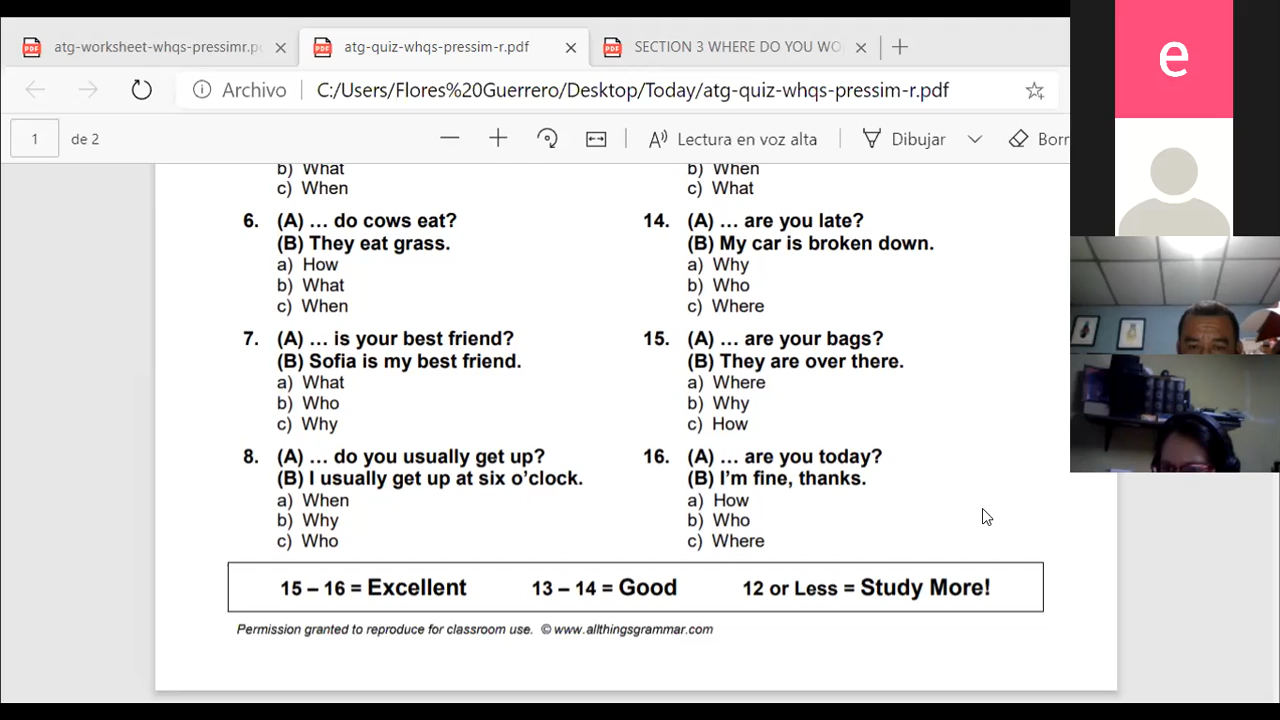 atg-worksheet-whqs-pressimr.p
atg-quiz-whqs-pressim-r.pdf
SECTION 3 WHERE DO YOU WO
e
Archivo
C:/Users/Flores%20Guerrero/Desktop/Today/atg-quiz-whqs-pressim-r.pdf
1 de 2
Lectura en voz alta
Dibujar
Borr
b) What
c) When
6. (A) … do cows eat?
(B) They eat grass.
a) How
b) What
c) When
7. (A) … is your best friend?
(B) Sofia is my best friend.
a) What
b) Who
c) Why
8. (A) … do you usually get up?
(B) I usually get up at six o’clock.
a) When
b) Why
c) Who
b) When
c) What
14. (A) … are you late?
(B) My car is broken down.
a) Why
b) Who
c) Where
15. (A) … are your bags?
(B) They are over there.
a) Where
b) Why
c) How
16. (A) … are you today?
(B) I’m fine, thanks.
a) How
b) Who
c) Where
15 – 16 = Excellent 13 – 14 = Good 12 or Less = Study More!
Permission granted to reproduce for classroom use. © www.allthingsgrammar.com